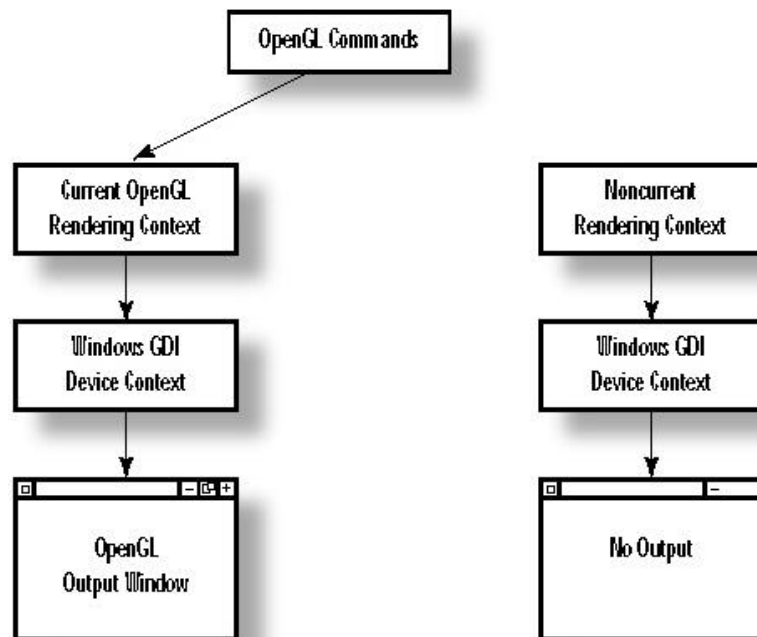 OpenGL Commands
Current OpenGL
Rendering Context
Noncurrent
Rendering Context
Windows GDI
Device Context
Windows GDI
Device Context
OpenGL
Output Window
No Output